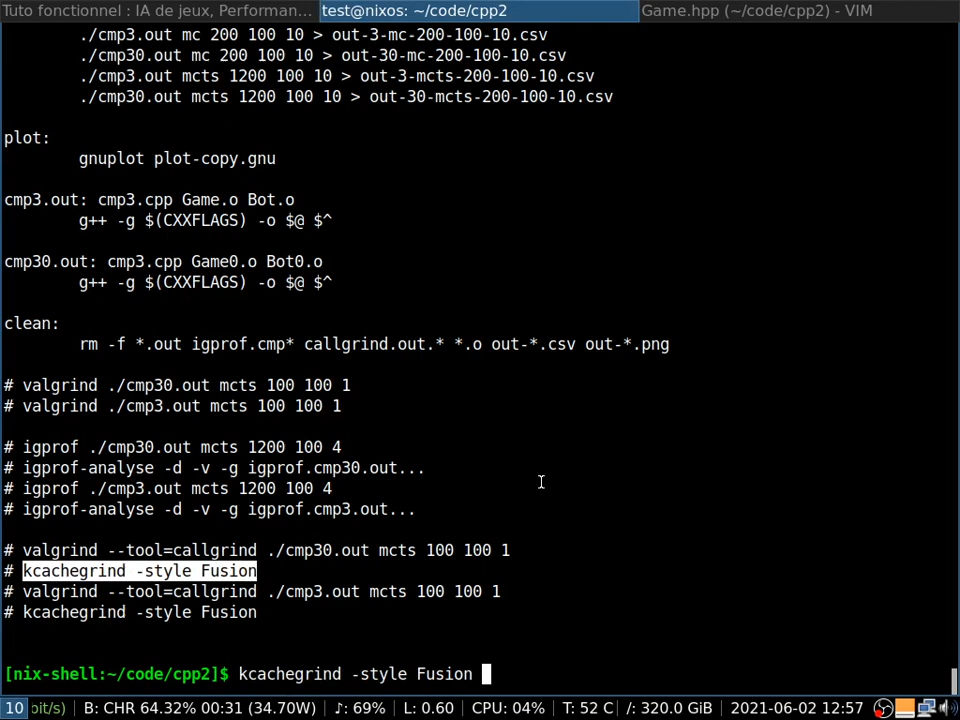 Tuto fonctionnel : IA de jeux, Performan... test@nixos: ~/code/cpp2 Game.hpp (~/code/cpp2) - VIM
./cmp3.out mc 200 100 10 > out-3-mc-200-100-10.csv
./cmp30.out mc 200 100 10 > out-30-mc-200-100-10.csv
./cmp3.out mcts 1200 100 10 > out-3-mcts-200-100-10.csv
./cmp30.out mcts 1200 100 10 > out-30-mcts-200-100-10.csv
plot:
gnuplot plot-copy.gnu
cmp3.out: cmp3.cpp Game.o Bot.o
g++ -g $(CXXFLAGS) -o $@ $^
cmp30.out: cmp3.cpp Game0.o Bot0.o
g++ -g $(CXXFLAGS) -o $@ $^
clean:
rm -f *.out igprof.cmp* callgrind.out.* *.o out-*.csv out-*.png
# valgrind ./cmp30.out mcts 100 100 1
# valgrind ./cmp3.out mcts 100 100 1
# igprof ./cmp30.out mcts 1200 100 4
# igprof-analyse -d -v -g igprof.cmp30.out...
# igprof ./cmp3.out mcts 1200 100 4
# igprof-analyse -d -v -g igprof.cmp3.out...
# valgrind --tool=callgrind ./cmp30.out mcts 100 100 1
# kcachegrind -style Fusion
# valgrind --tool=callgrind ./cmp3.out mcts 100 100 1
# kcachegrind -style Fusion
[nix-shell:~/code/cpp2]$ kcachegrind -style Fusion
10 bit/s) B: CHR 64.32% 00:31 (34.70W) | ♪: 69% | L: 0.60 | CPU: 04% | T: 52 C | /: 320.0 GiB | 2021-06-02 12:57